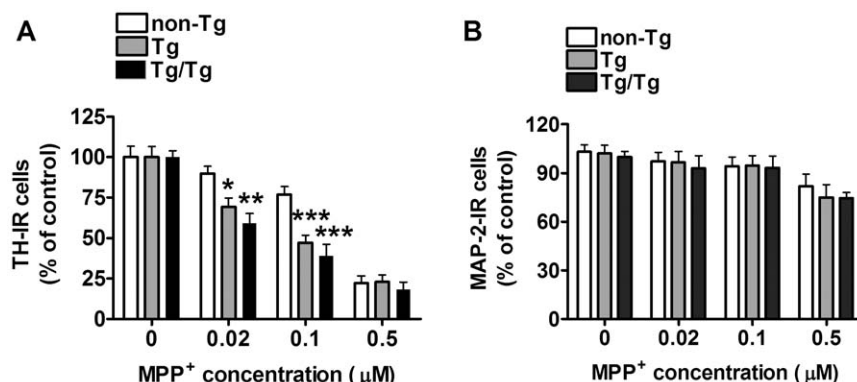 A
non-Tg
Tg
Tg/Tg
TH-IR cells
(% of control)
125
100
75
50
25
0
*
**
***
***
0
0.02
0.1
0.5
MPP⁺ concentration ( μM)
B
non-Tg
Tg
Tg/Tg
MAP-2-IR cells
(% of control)
120
90
60
30
0
0
0.02
0.1
0.5
MPP⁺ concentration ( μM)